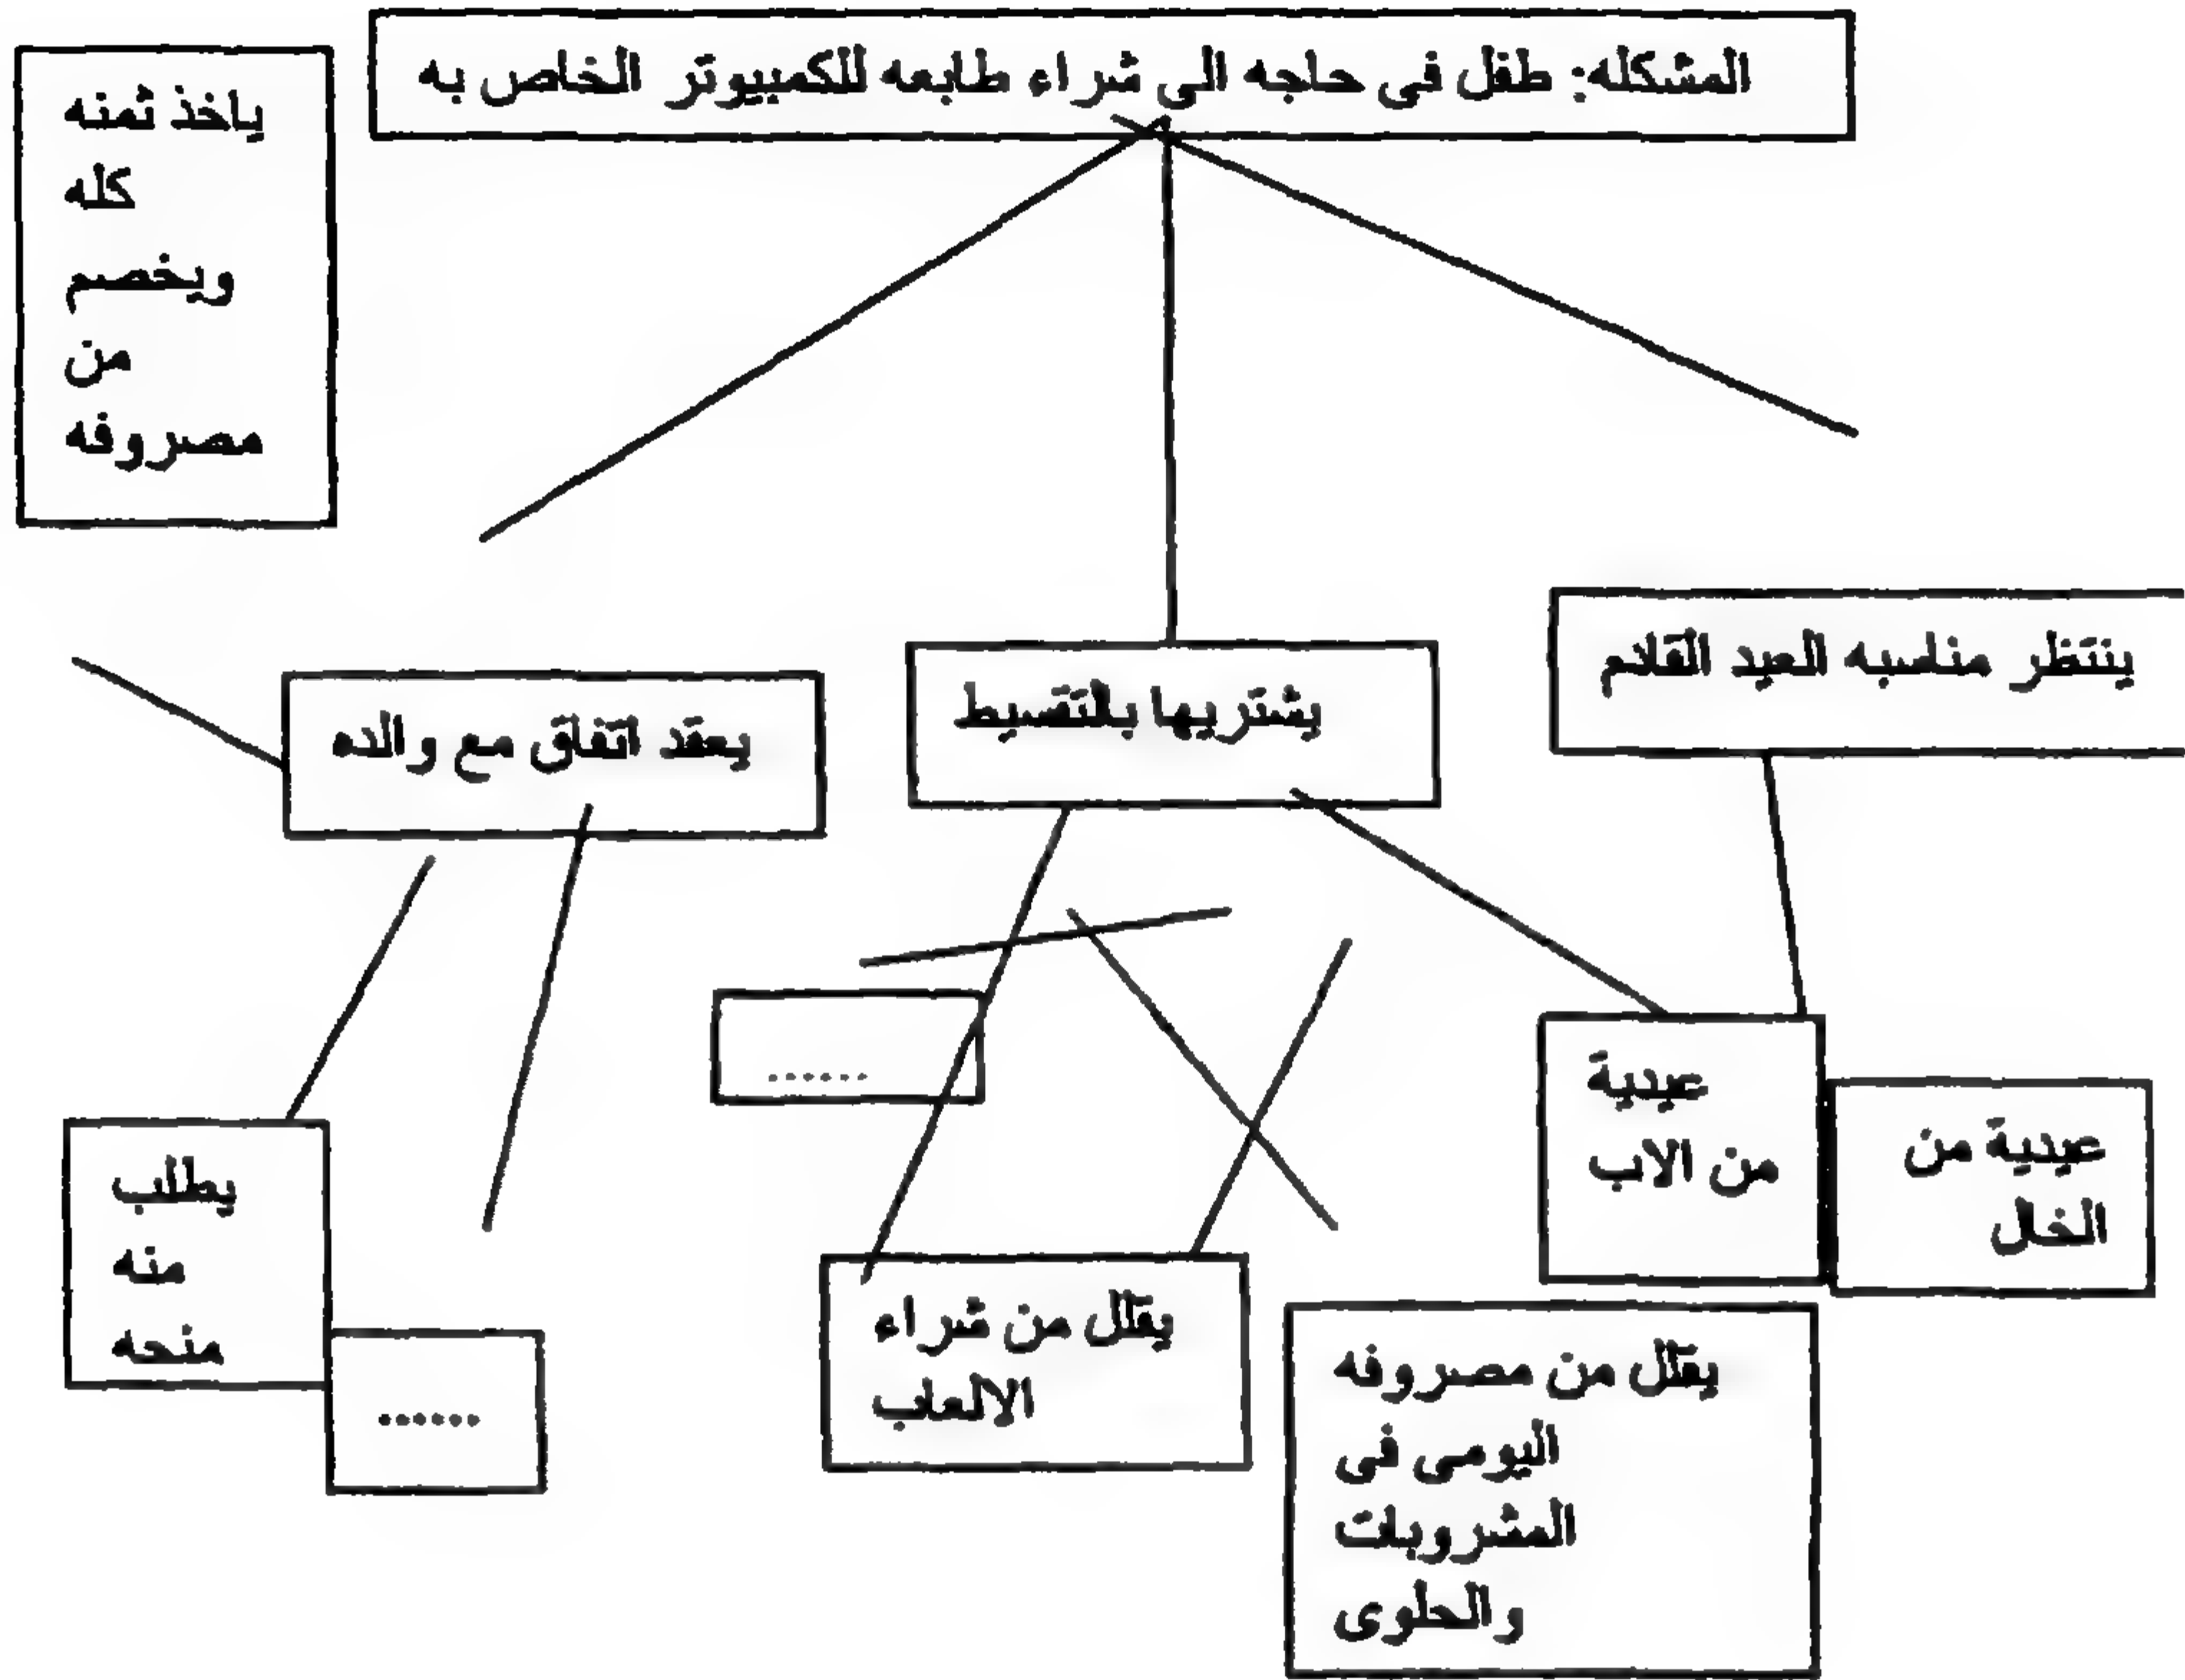 المشكله: طفل فى حاجه الى شراء طابعه للكمبيوتر الخاص به
ياخذ ثمنه
كله
ويخصم
من
مصروفه
ينتظر مناسبه العيد القادم
يشتريها بالتقسيط
يعقد اتفاق مع والده
عيدية من
الخال
عيدية
من الاب
......
يقلل من مصروفه
اليومى فى
المشروبات
والحلوى
يقلل من شراء
الالعاب
يطلب
منه
منحه
......